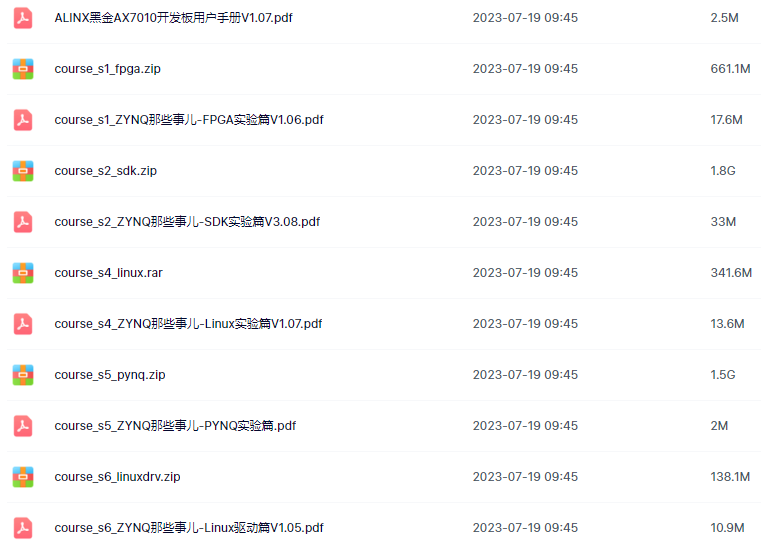 ALINX黑金AX7010开发板用户手册V1.07.pdf 2023-07-19 09:45 2.5M
course_s1_fpga.zip 2023-07-19 09:45 661.1M
course_s1_ZYNQ那些事儿-FPGA实验篇V1.06.pdf 2023-07-19 09:45 17.6M
course_s2_sdk.zip 2023-07-19 09:45 1.8G
course_s2_ZYNQ那些事儿-SDK实验篇V3.08.pdf 2023-07-19 09:45 33M
course_s4_linux.rar 2023-07-19 09:45 341.6M
course_s4_ZYNQ那些事儿-Linux实验篇V1.07.pdf 2023-07-19 09:45 13.6M
course_s5_pynq.zip 2023-07-19 09:45 1.5G
course_s5_ZYNQ那些事儿-PYNQ实验篇.pdf 2023-07-19 09:45 2M
course_s6_linuxdrv.zip 2023-07-19 09:45 138.1M
course_s6_ZYNQ那些事儿-Linux驱动篇V1.05.pdf 2023-07-19 09:45 10.9M